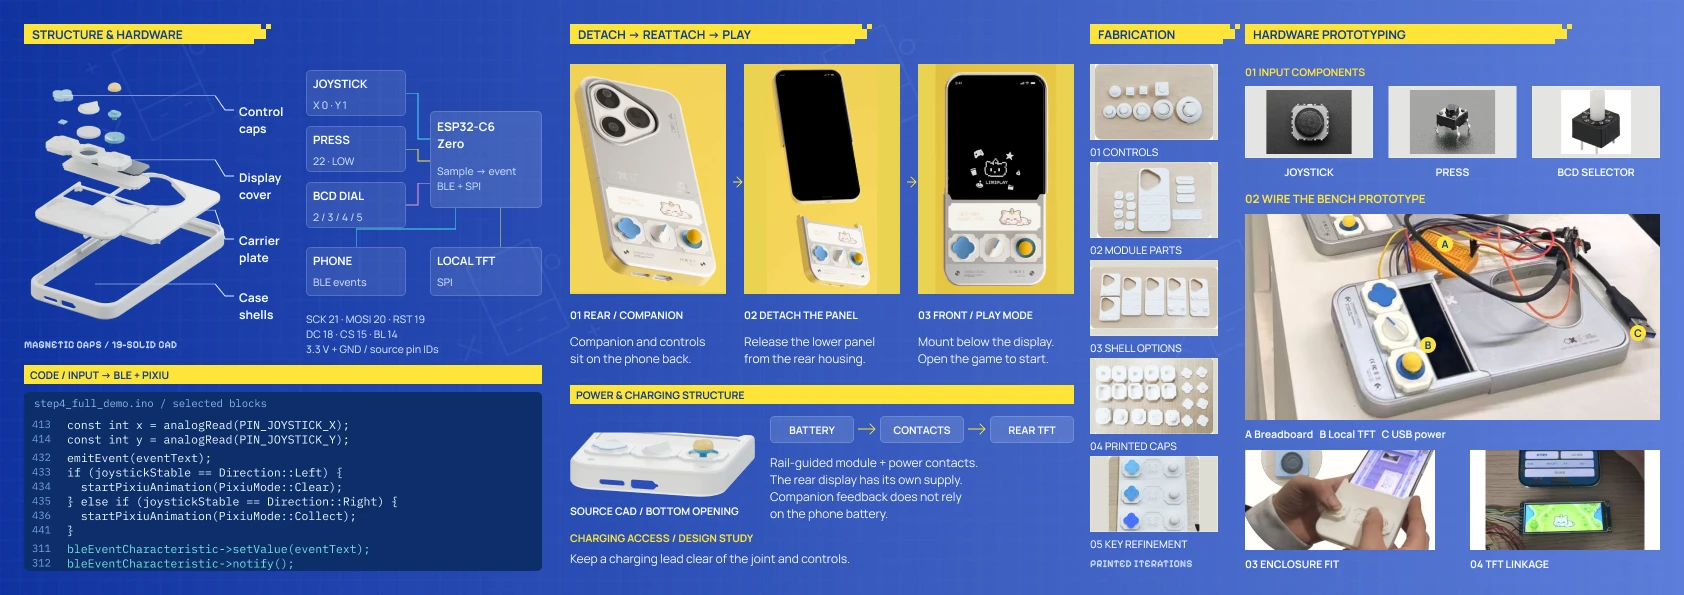 STRUCTURE & HARDWARE
Control
caps
Display
cover
Carrier
plate
Case
shells
MAGNETIC CAPS / 19-SOLID CAD
JOYSTICK
X 0 · Y 1
PRESS
22 · LOW
BCD DIAL
2 / 3 / 4 / 5
ESP32-C6
Zero
Sample → event
BLE + SPI
PHONE
BLE events
LOCAL TFT
SPI
SCK 21 · MOSI 20 · RST 19
DC 18 · CS 15 · BL 14
3.3 V + GND / source pin IDs
CODE / INPUT → BLE + PIXIU
step4_full_demo.ino / selected blocks
413 const int x = analogRead(PIN_JOYSTICK_X);
414 const int y = analogRead(PIN_JOYSTICK_Y);
432 emitEvent(eventText);
433 if (joystickStable == Direction::Left) {
434 startPixiuAnimation(PixiuMode::Clear);
435 } else if (joystickStable == Direction::Right) {
436 startPixiuAnimation(PixiuMode::Collect);
441 }
311 bleEventCharacteristic->setValue(eventText);
312 bleEventCharacteristic->notify();
DETACH → REATTACH → PLAY
LIMIPLAY
01 REAR / COMPANION
Companion and controls
sit on the phone back.
02 DETACH THE PANEL
Release the lower panel
from the rear housing.
03 FRONT / PLAY MODE
Mount below the display.
Open the game to start.
POWER & CHARGING STRUCTURE
BATTERY → CONTACTS → REAR TFT
Rail-guided module + power contacts.
The rear display has its own supply.
Companion feedback does not rely
on the phone battery.
SOURCE CAD / BOTTOM OPENING
CHARGING ACCESS / DESIGN STUDY
Keep a charging lead clear of the joint and controls.
FABRICATION
01 CONTROLS
02 MODULE PARTS
03 SHELL OPTIONS
04 PRINTED CAPS
05 KEY REFINEMENT
PRINTED ITERATIONS
HARDWARE PROTOTYPING
01 INPUT COMPONENTS
JOYSTICK
PRESS
BCD SELECTOR
02 WIRE THE BENCH PROTOTYPE
A
B
C
A Breadboard B Local TFT C USB power
03 ENCLOSURE FIT
04 TFT LINKAGE